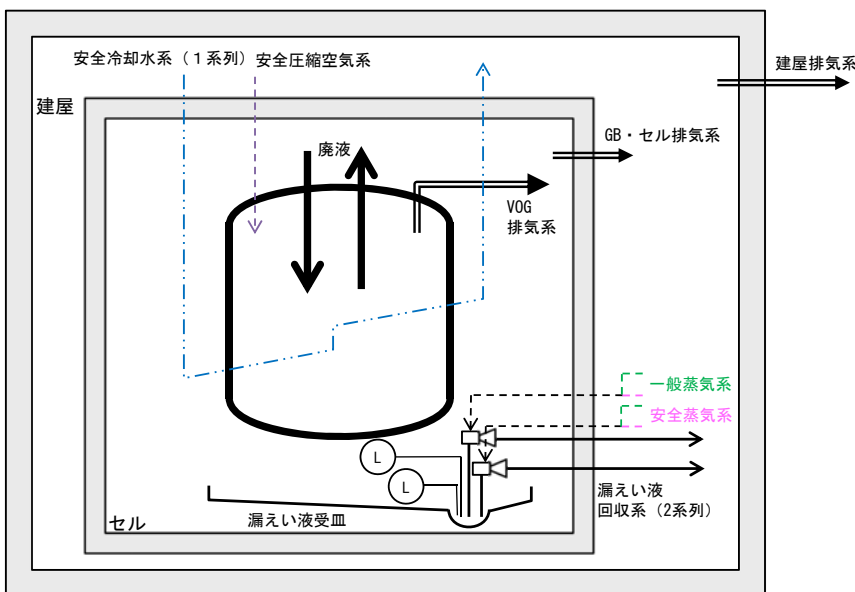 安全冷却水系（１系列）
安全圧縮空気系
建屋排気系
建屋
GB・セル排気系
廃液
VOG
排気系
一般蒸気系
安全蒸気系
L
L
漏えい液
回収系（2系列）
漏えい液受皿
セル